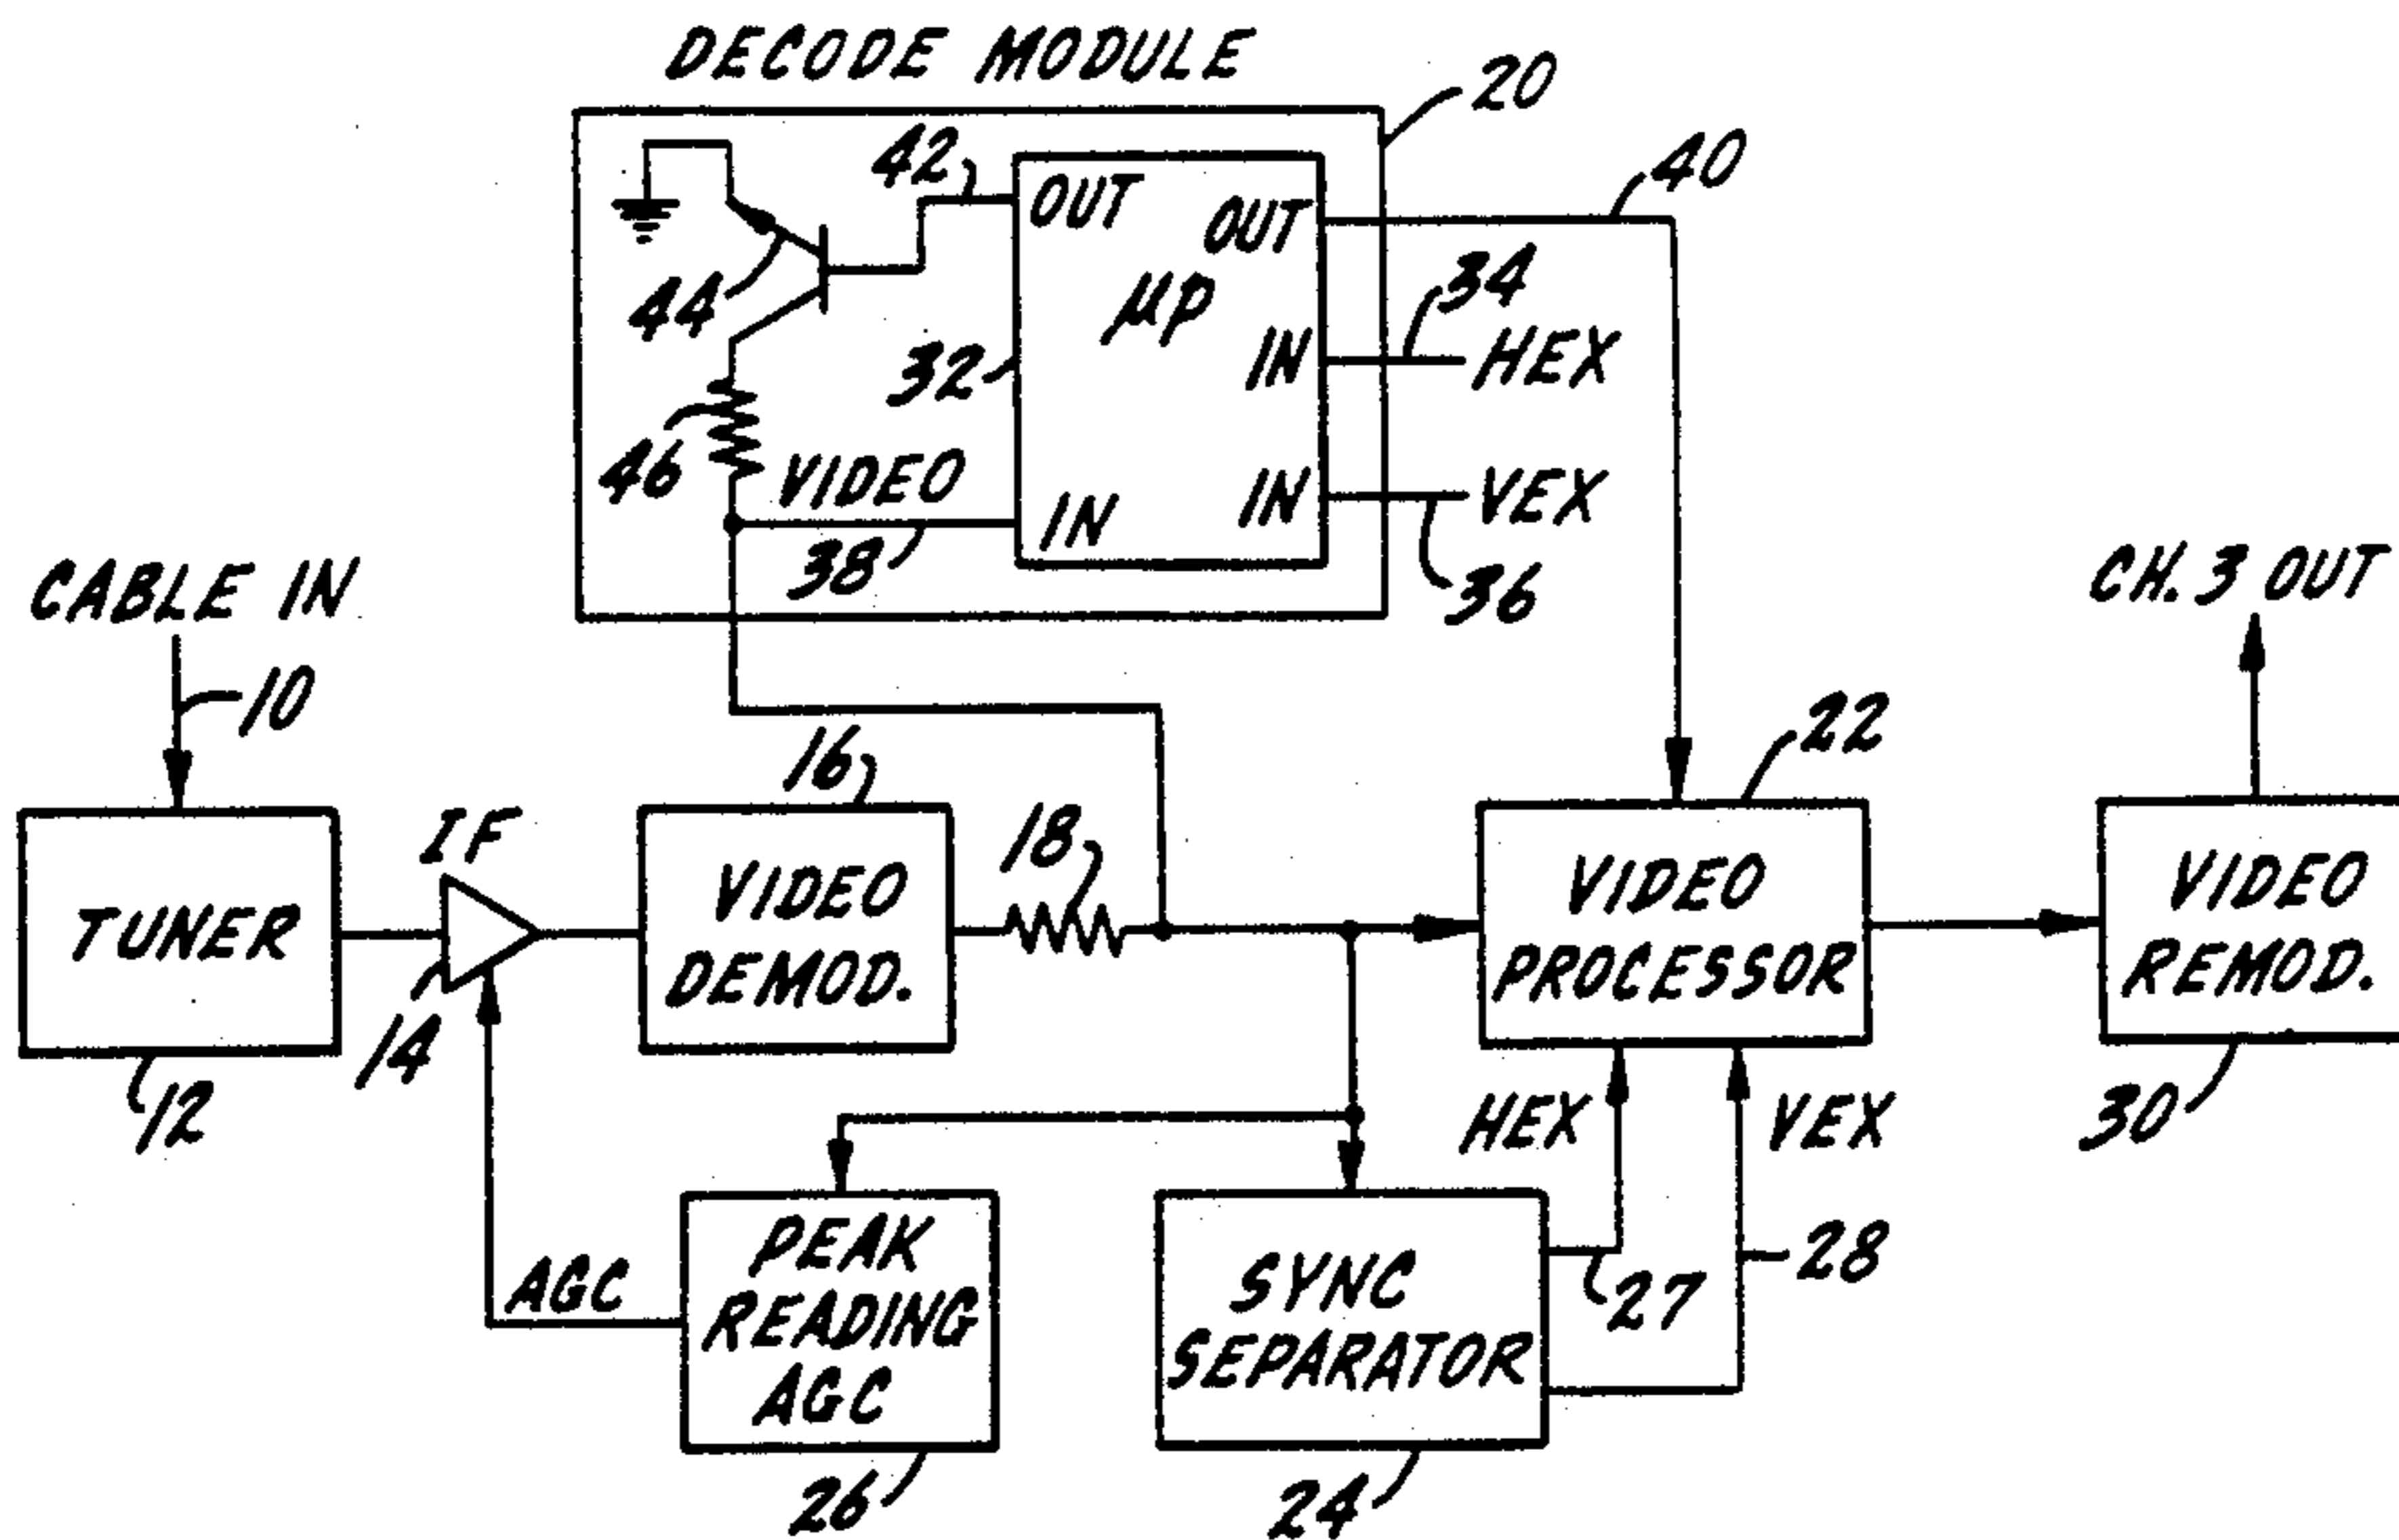 DECODE MODULE
20
42
40
OUT
OUT
μP
44
34
32
IN
HEX
46
VIDEO
IN
IN
VEX
38
36
CABLE IN
CH. 3 OUT
10
16
22
IF
18
TUNER
VIDEO
DEMOD.
VIDEO
PROCESSOR
VIDEO
REMOD.
14
12
HEX
VEX
30
AGC
PEAK
READING
AGC
SYNC
SEPARATOR
27
28
26
24